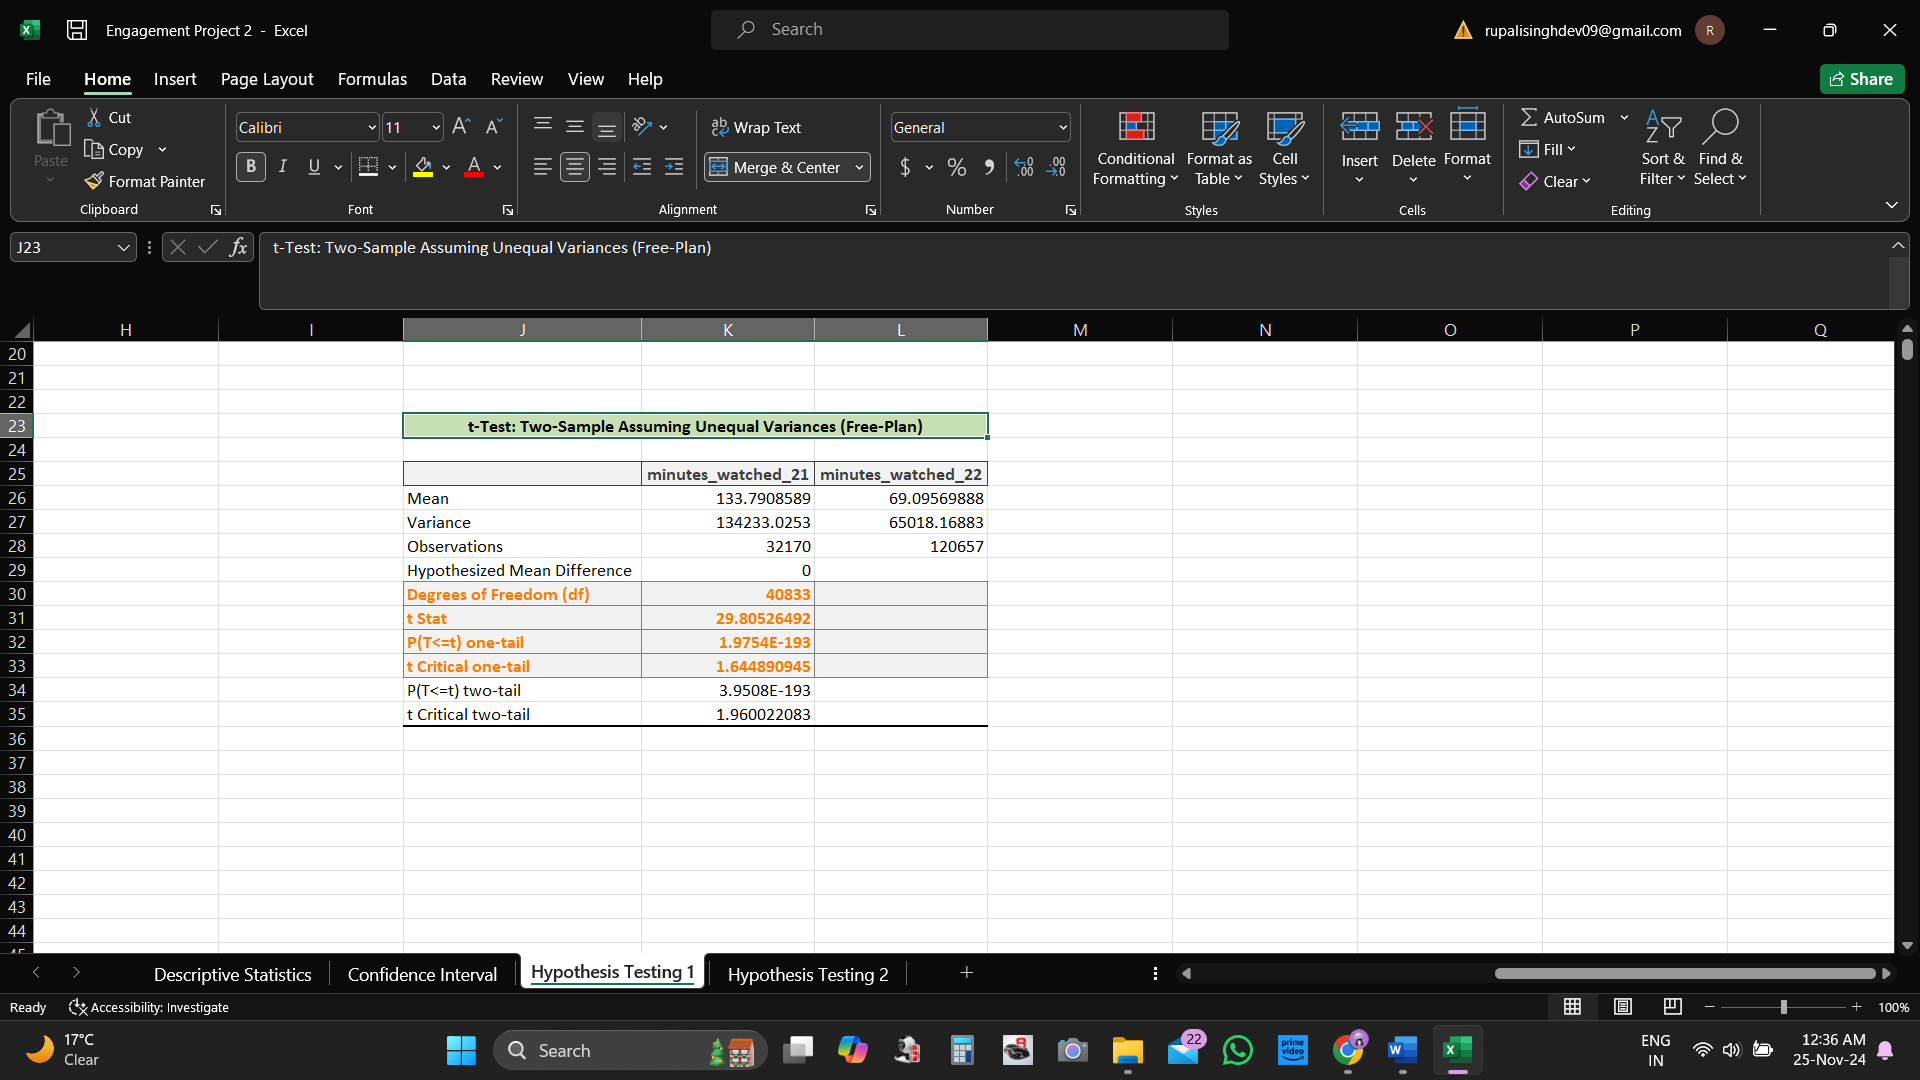 Engagement Project 2 - Excel
Search
rupalisinghdev09@gmail.com
R
File Home Insert Page Layout Formulas Data Review View Help
Share
Paste
Cut
Copy
Format Painter
Clipboard
Calibri 11
B I U A
Font
Wrap Text
Merge & Center
Alignment
General
$ % 9
Number
Conditional Formatting
Format as Table
Cell Styles
Styles
Insert Delete Format
Cells
AutoSum
Fill
Clear
Sort & Filter
Find & Select
Editing
J23
fx
t-Test: Two-Sample Assuming Unequal Variances (Free-Plan)
H I J K L M N O P Q
20
21
22
23 t-Test: Two-Sample Assuming Unequal Variances (Free-Plan)
24
25 minutes_watched_21 minutes_watched_22
26 Mean 133.7908589 69.09569888
27 Variance 134233.0253 65018.16883
28 Observations 32170 120657
29 Hypothesized Mean Difference 0
30 Degrees of Freedom (df) 40833
31 t Stat 29.80526492
32 P(T<=t) one-tail 1.9754E-193
33 t Critical one-tail 1.644890945
34 P(T<=t) two-tail 3.9508E-193
35 t Critical two-tail 1.960022083
36
37
38
39
40
41
42
43
44
45
Descriptive Statistics Confidence Interval Hypothesis Testing 1 Hypothesis Testing 2
Ready Accessibility: Investigate 100%
17°C
Clear
Search
22
prime video
ENG
IN
12:36 AM
25-Nov-24